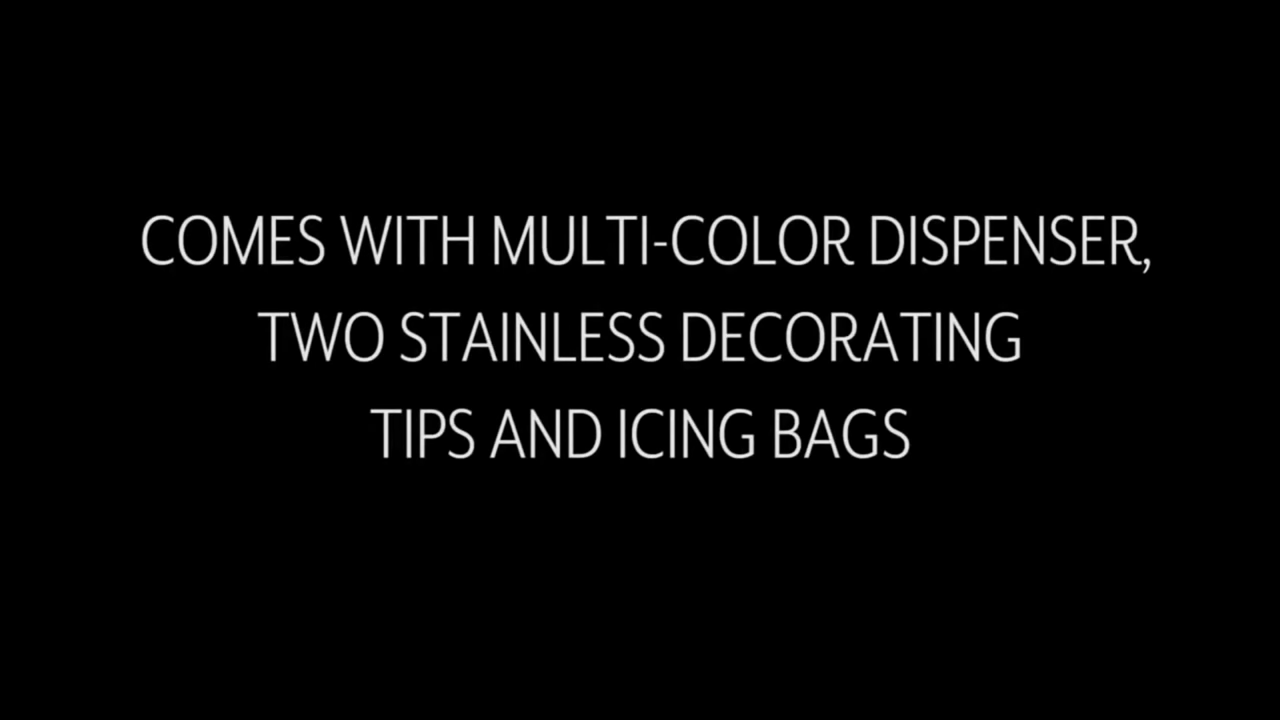 COMES WITH MULTI-COLOR DISPENSER,
TWO STAINLESS DECORATING
TIPS AND ICING BAGS